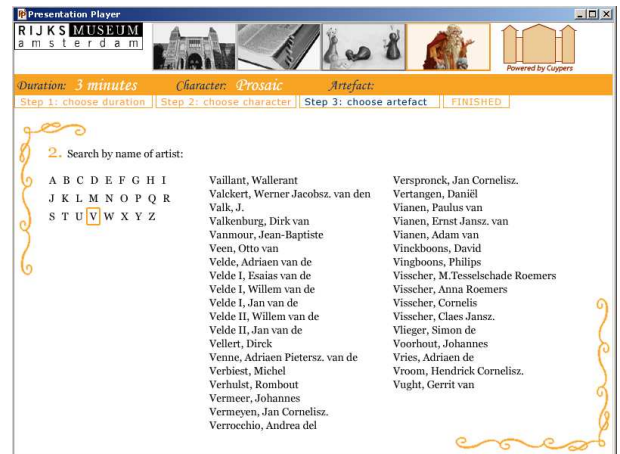 Presentation Player
RIJKS MUSEUM
amsterdam
Powered by Cuypers
Duration: 3 minutes Character: Prosaic Artefact:
Step 1: choose duration Step 2: choose character Step 3: choose artefact FINISHED
2. Search by name of artist:
A B C D E F G H I
J K L M N O P Q R
S T U V W X Y Z
Vaillant, Wallerant
Valckert, Werner Jacobsz. van den
Valk, J.
Valkenburg, Dirk van
Vanmour, Jean-Baptiste
Veen, Otto van
Velde, Adriaen van de
Velde I, Esaias van de
Velde I, Willem van de
Velde I, Jan van de
Velde II, Willem van de
Velde II, Jan van de
Vellert, Dirck
Venne, Adriaen Pietersz. van de
Verbiest, Michel
Verhulst, Rombout
Vermeer, Johannes
Vermeyen, Jan Cornelisz.
Verrocchio, Andrea del
Verspronck, Jan Cornelisz.
Vertangen, Daniël
Vianen, Paulus van
Vianen, Ernst Jansz. van
Vianen, Adam van
Vinckboons, David
Vingboons, Philips
Visscher, M.Tesselschade Roemers
Visscher, Anna Roemers
Visscher, Cornelis
Visscher, Claes Jansz.
Vlieger, Simon de
Voorhout, Johannes
Vries, Adriaen de
Vroom, Hendrick Cornelisz.
Vught, Gerrit van